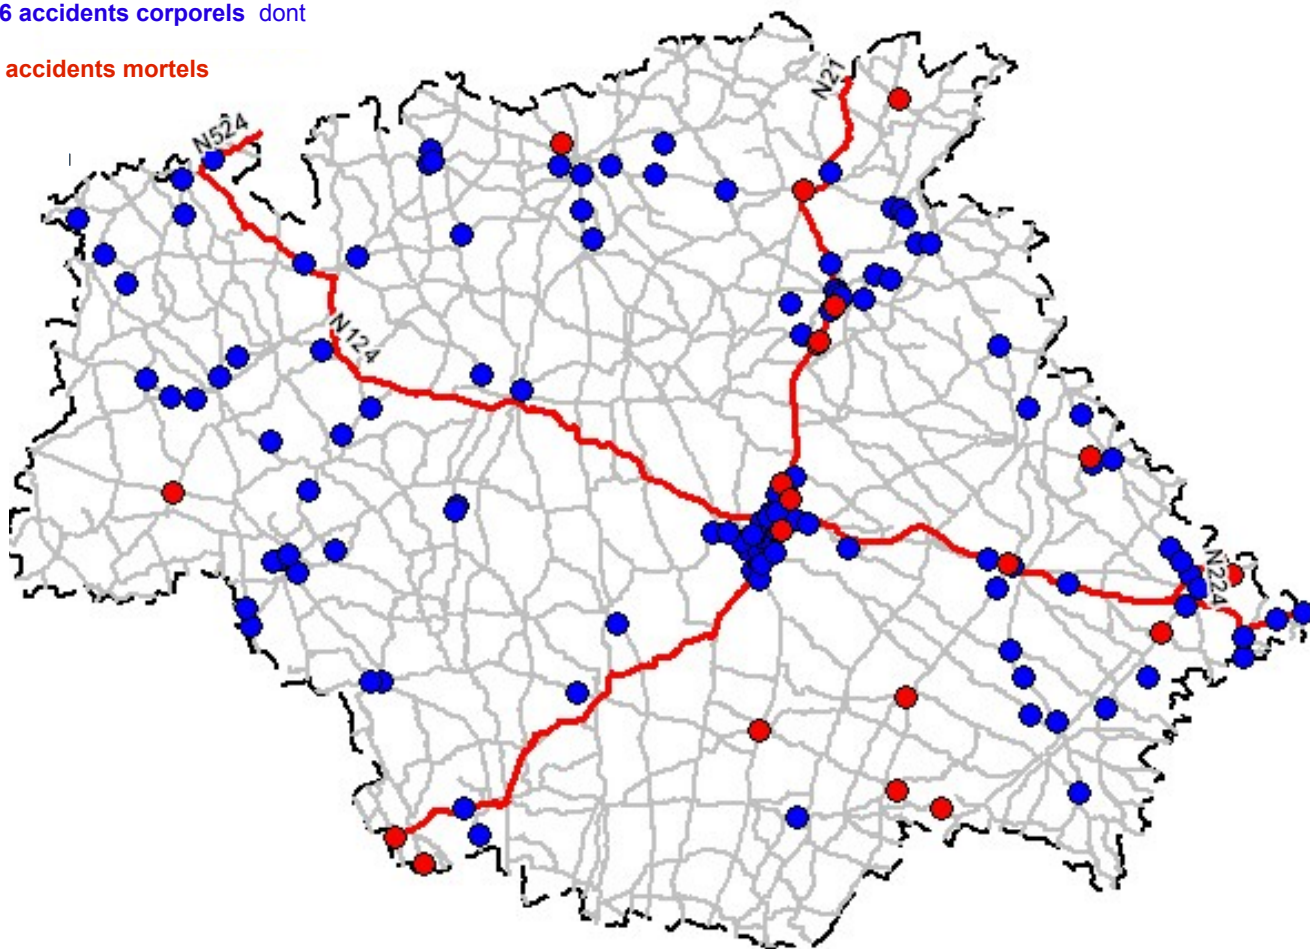 6 accidents corporels dont
accidents mortels
N21
N524
N124
N224